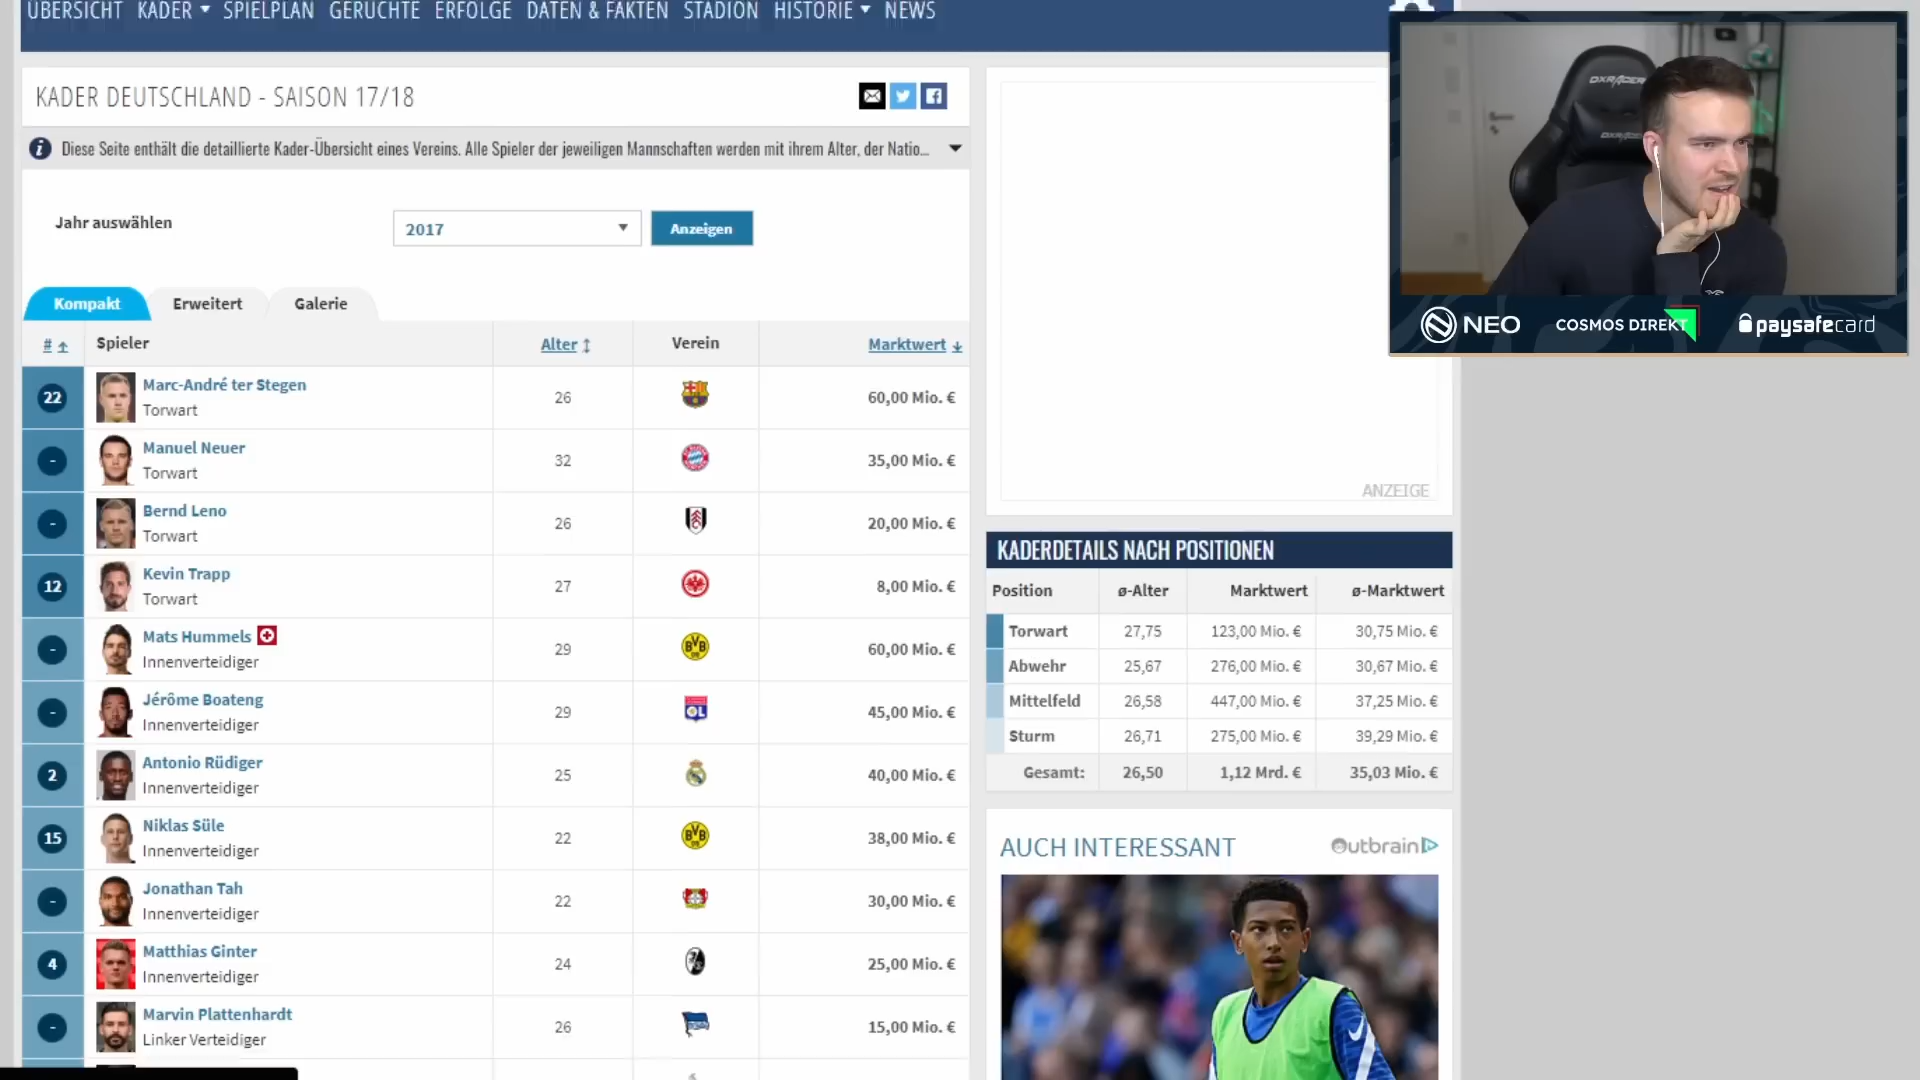 ÜBERSICHT KADER SPIELPLAN GERÜCHTE ERFOLGE DATEN & FAKTEN STADION HISTORIE NEWS
KADER DEUTSCHLAND - SAISON 17/18
Diese Seite enthält die detaillierte Kader-Übersicht eines Vereins. Alle Spieler der jeweiligen Mannschaften werden mit ihrem Alter, der Natio...
Jahr auswählen 2017 Anzeigen
Kompakt Erweitert Galerie
# Spieler Alter Verein Marktwert
22 Marc-André ter Stegen 26 60,00 Mio. €
Torwart
- Manuel Neuer 32 35,00 Mio. €
Torwart
- Bernd Leno 26 20,00 Mio. €
Torwart
12 Kevin Trapp 27 8,00 Mio. €
Torwart
- Mats Hummels 29 BVB 09 60,00 Mio. €
Innenverteidiger
- Jérôme Boateng 29 OL 45,00 Mio. €
Innenverteidiger
2 Antonio Rüdiger 25 40,00 Mio. €
Innenverteidiger
15 Niklas Süle 22 BVB 09 38,00 Mio. €
Innenverteidiger
- Jonathan Tah 22 30,00 Mio. €
Innenverteidiger
4 Matthias Ginter 24 25,00 Mio. €
Innenverteidiger
- Marvin Plattenhardt 26 15,00 Mio. €
Linker Verteidiger
DXRACER
NEO COSMOS DIREKT paysafecard
ANZEIGE
KADERDETAILS NACH POSITIONEN
Position ø-Alter Marktwert ø-Marktwert
Torwart 27,75 123,00 Mio. € 30,75 Mio. €
Abwehr 25,67 276,00 Mio. € 30,67 Mio. €
Mittelfeld 26,58 447,00 Mio. € 37,25 Mio. €
Sturm 26,71 275,00 Mio. € 39,29 Mio. €
Gesamt: 26,50 1,12 Mrd. € 35,03 Mio. €
AUCH INTERESSANT
Outbrain